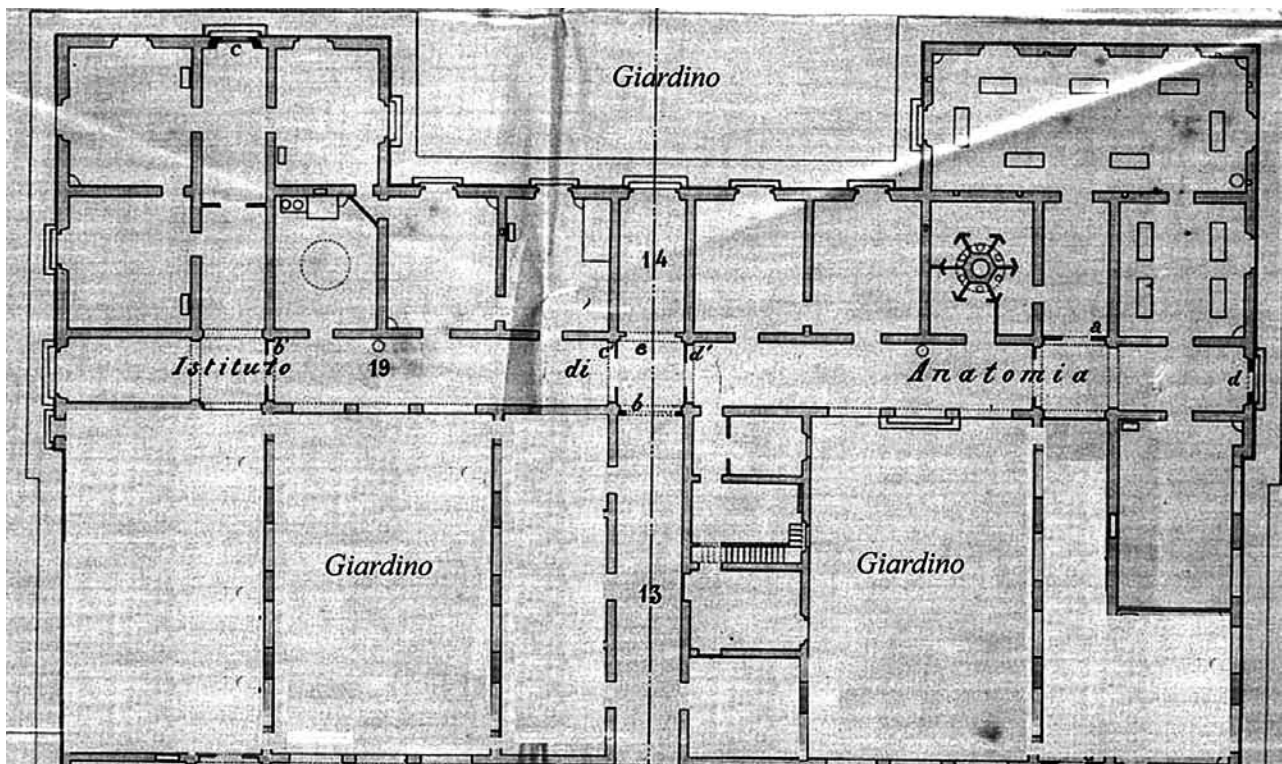 c
Giardino
14
a
b'
c'
e
d'
Istituto 19 di Anatomia
d
b
Giardino
Giardino
13